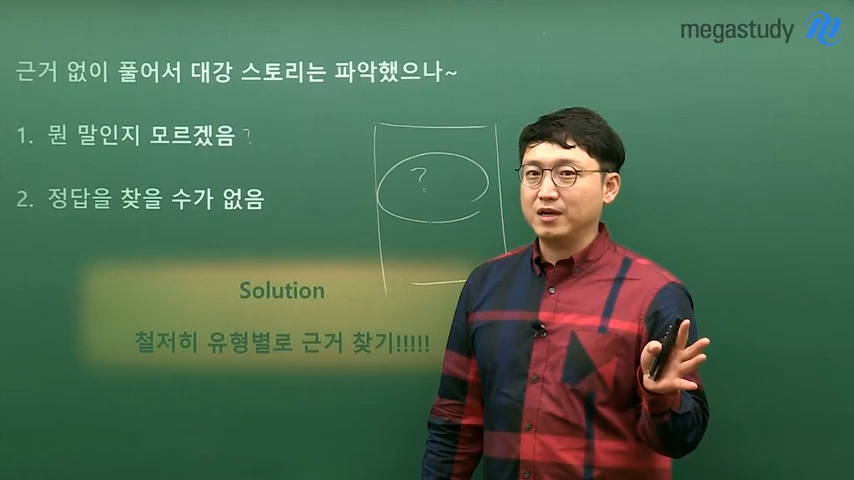 megastudy
근거 없이 풀어서 대강 스토리는 파악했으나~
1. 뭔 말인지 모르겠음 ?
?
2. 정답을 찾을 수가 없음
Solution
철저히 유형별로 근거 찾기!!!!!